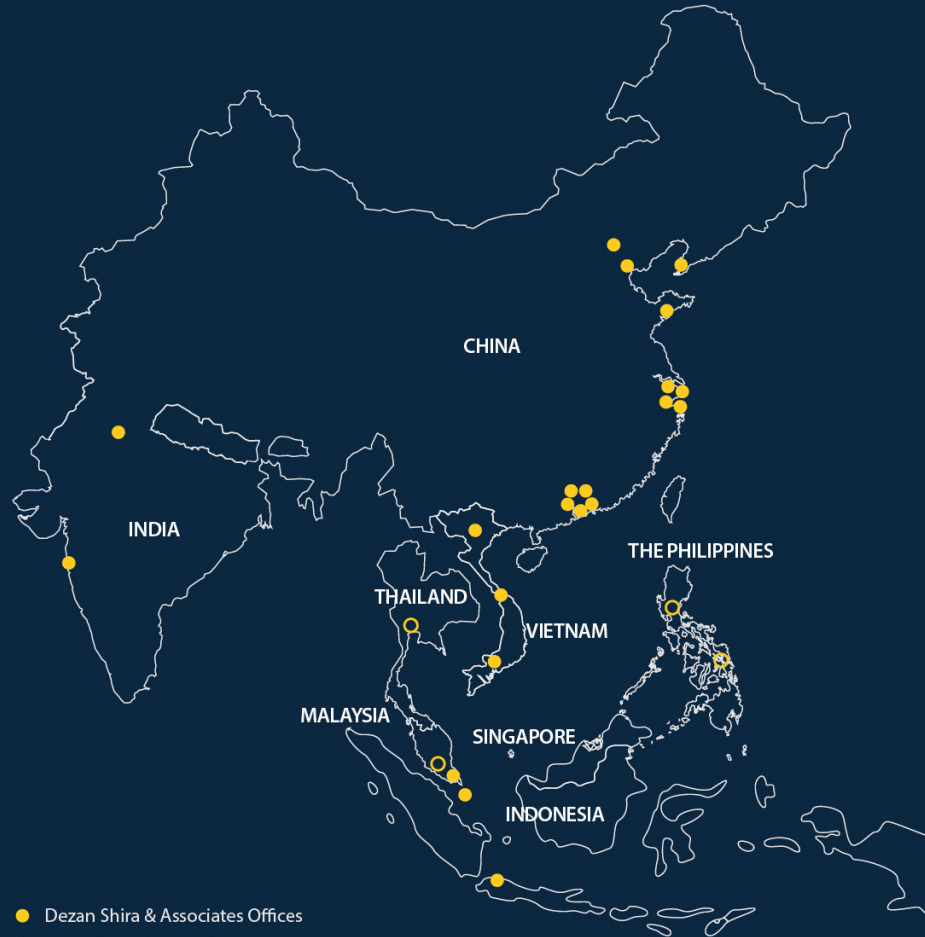 CHINA
INDIA
THE PHILIPPINES
THAILAND
VIETNAM
MALAYSIA
SINGAPORE
INDONESIA
Dezan Shira & Associates Offices